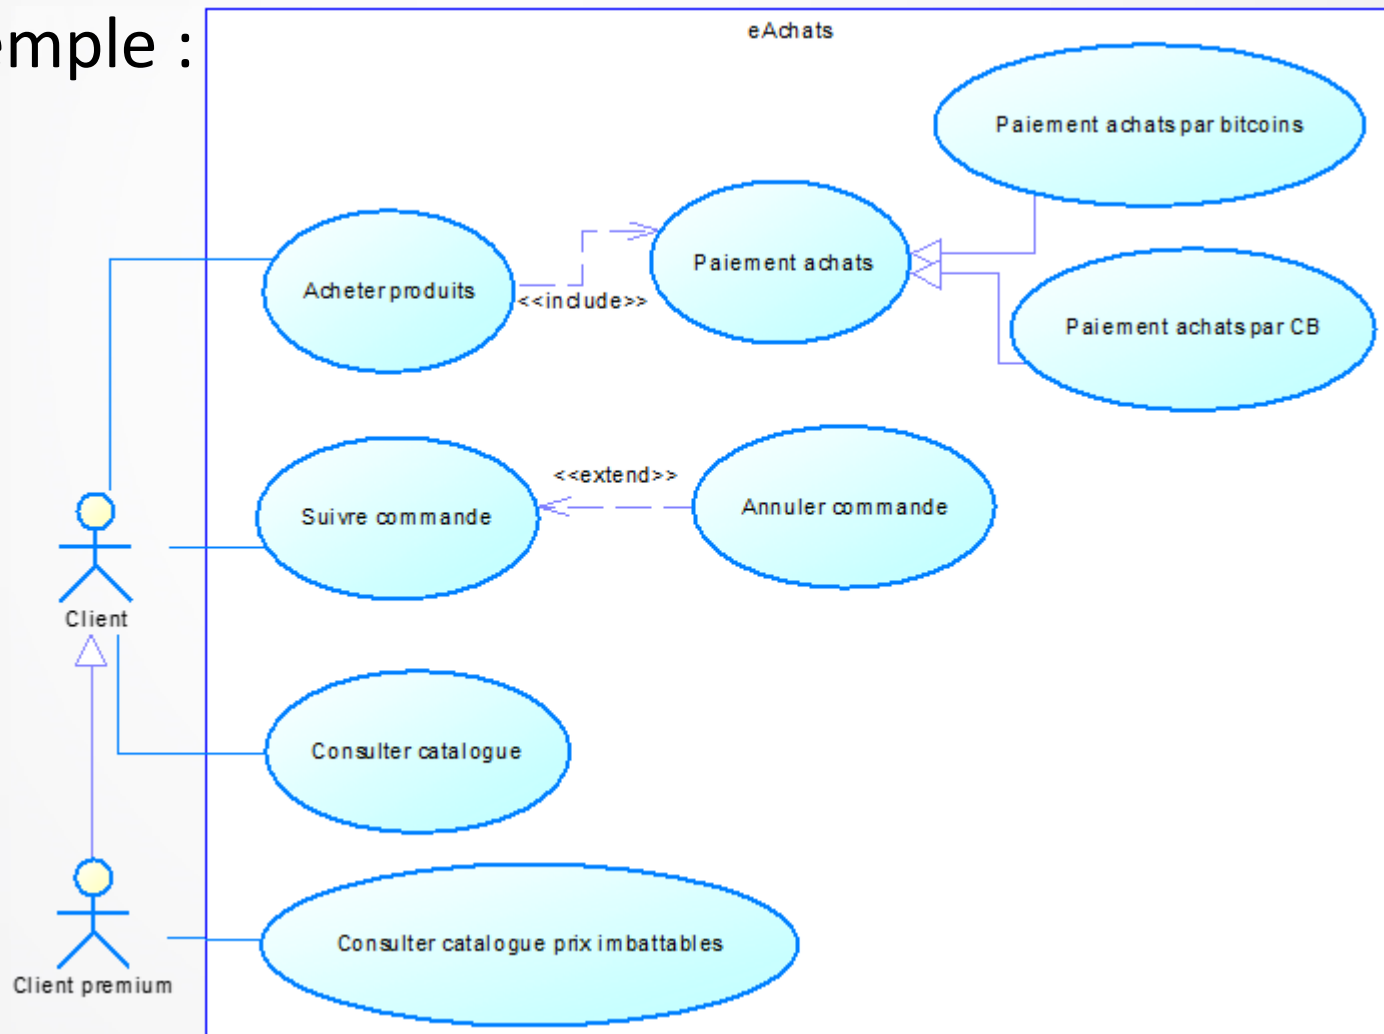 emple :
eAchats
Paiement achats par bitcoins
Paiement achats
Acheter produits
<<include>>
Paiement achats par CB
<<extend>>
Suivre commande
Annuler commande
Client
Consulter catalogue
Consulter catalogue prix imbattables
Client premium